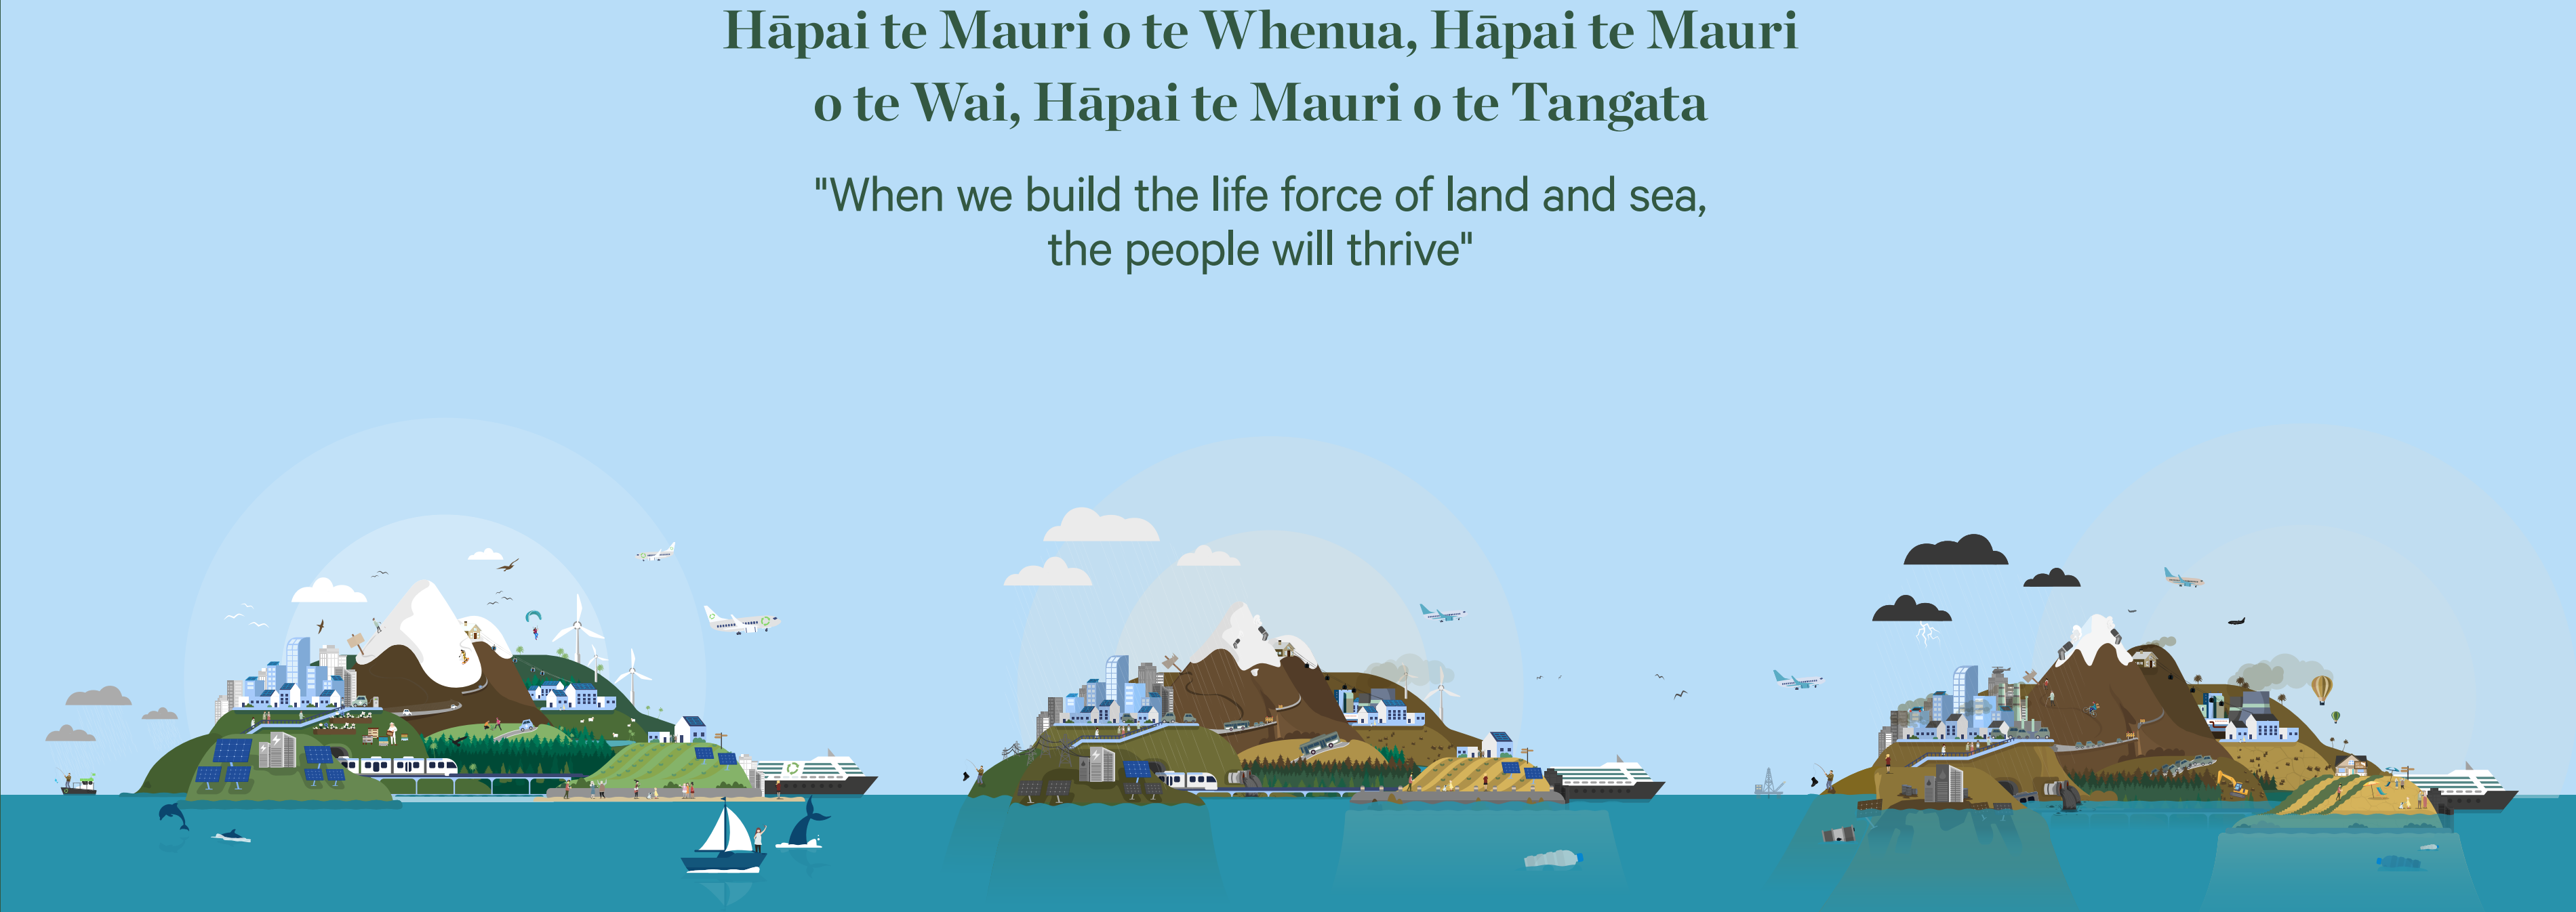 Hāpai te Mauri o te Whenua, Hāpai te Mauri
o te Wai, Hāpai te Mauri o te Tangata
"When we build the life force of land and sea,
the people will thrive"